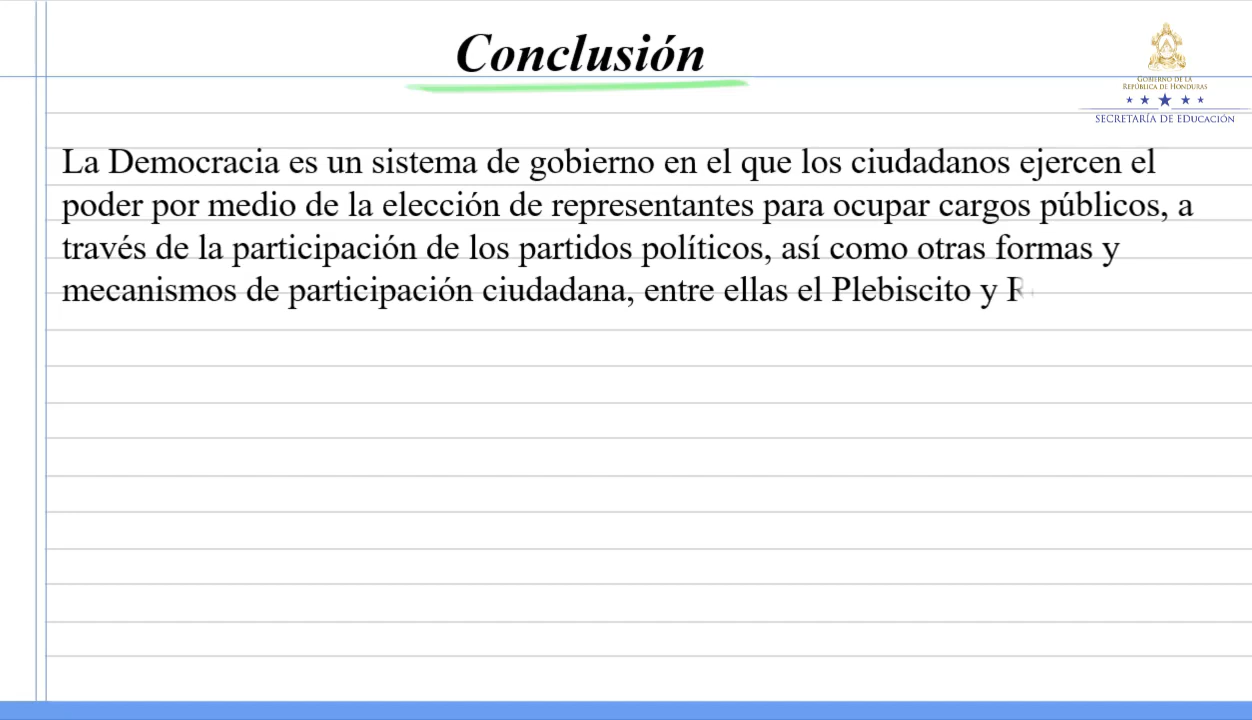 Conclusión
GOBIERNO DE LA
REPÚBLICA DE HONDURAS
SECRETARÍA DE EDUCACIÓN
La Democracia es un sistema de gobierno en el que los ciudadanos ejercen el
poder por medio de la elección de representantes para ocupar cargos públicos, a
través de la participación de los partidos políticos, así como otras formas y
mecanismos de participación ciudadana, entre ellas el Plebiscito y